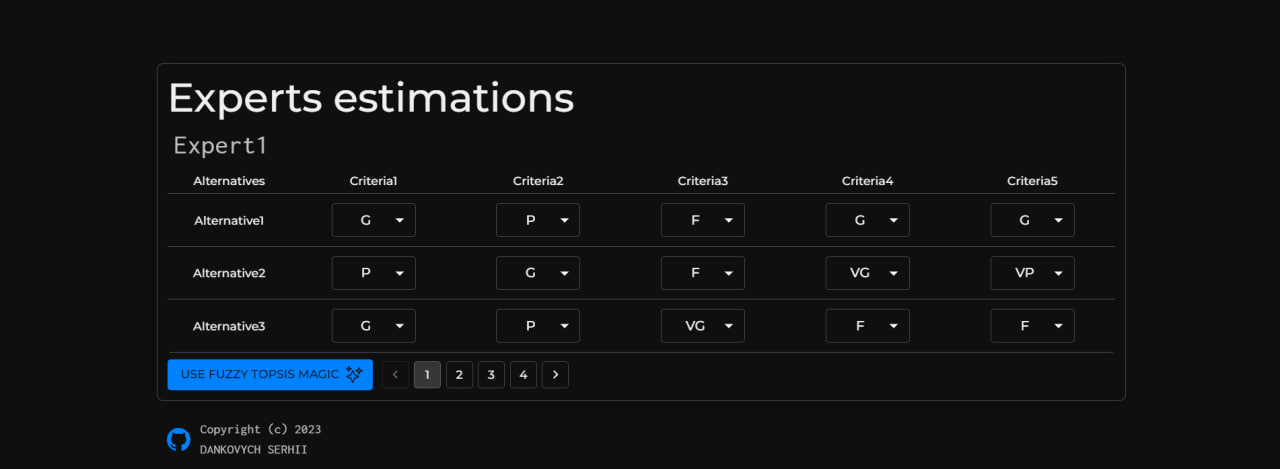 Experts estimations
Expert1
Alternatives Criteria1 Criteria2 Criteria3 Criteria4 Criteria5
Alternative1 G P F G G
Alternative2 P G F VG VP
Alternative3 G P VG F F
USE FUZZY TOPSIS MAGIC 1 2 3 4
Copyright (c) 2023
DANKOVYCH SERHII